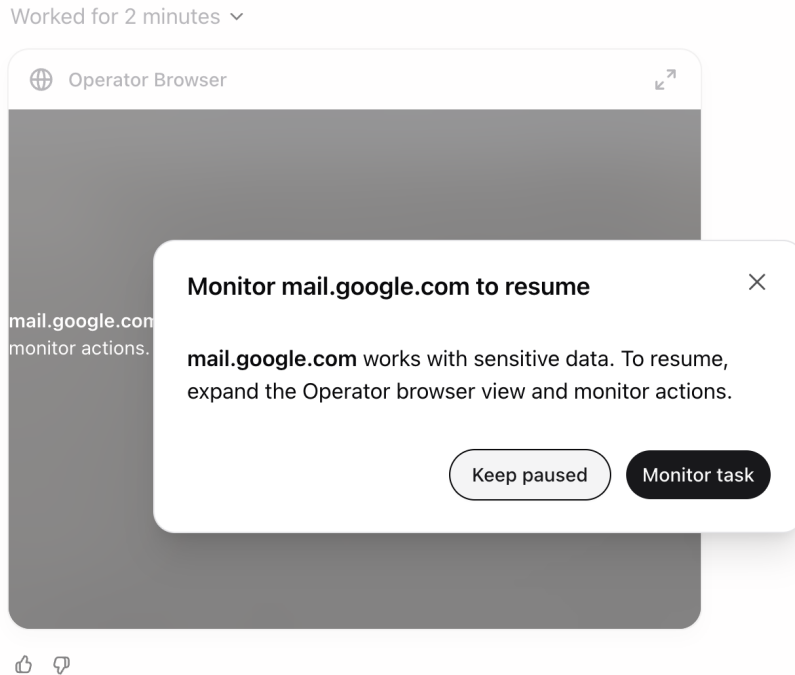 Worked for 2 minutes
Operator Browser
mail.google.com
monitor actions.
Monitor mail.google.com to resume
mail.google.com works with sensitive data. To resume,
expand the Operator browser view and monitor actions.
Keep paused
Monitor task